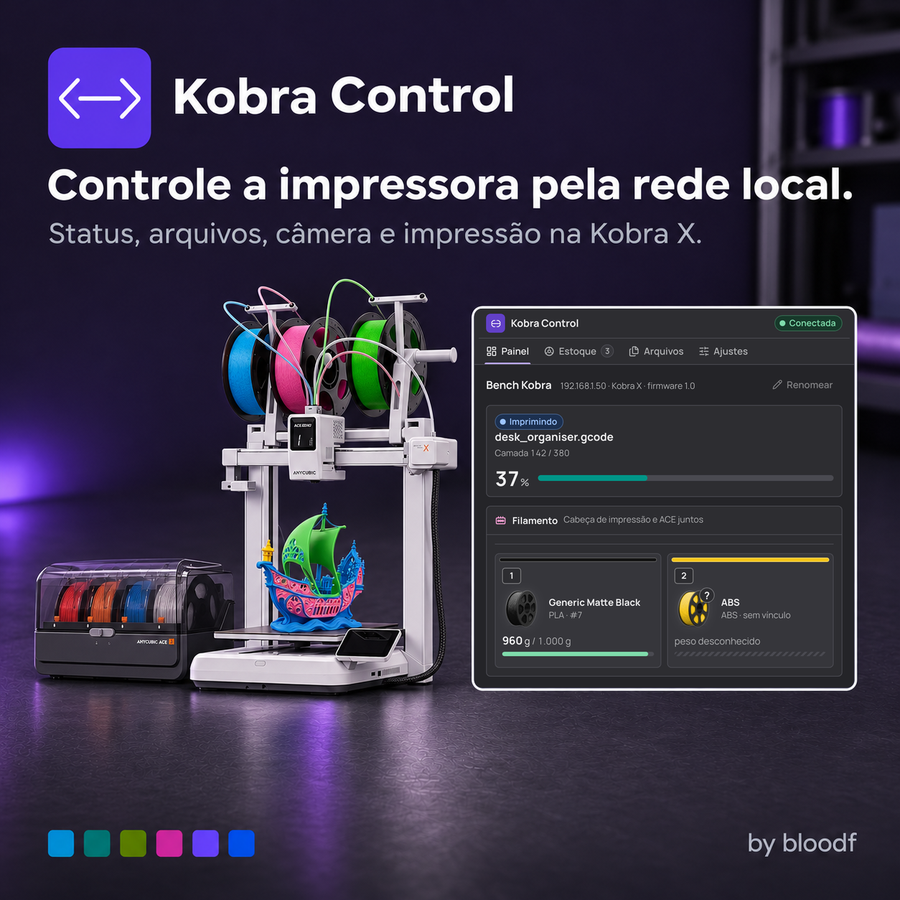 Kobra Control
Controle a impressora pela rede local.
Status, arquivos, câmera e impressão na Kobra X.
Kobra Control
Conectada
Painel
Estoque 3
Arquivos
Ajustes
Bench Kobra
192.168.1.50 · Kobra X · firmware 1.0
Renomear
Imprimindo
desk_organiser.gcode
Camada 142 / 380
37%
Filamento
Cabeça de impressão e ACE juntos
1
Generic Matte Black
PLA · #7
960 g / 1.000 g
2
?
ABS
ABS · sem vínculo
peso desconhecido
X
ANYCUBIC
ANYCUBIC ACE
by bloodf